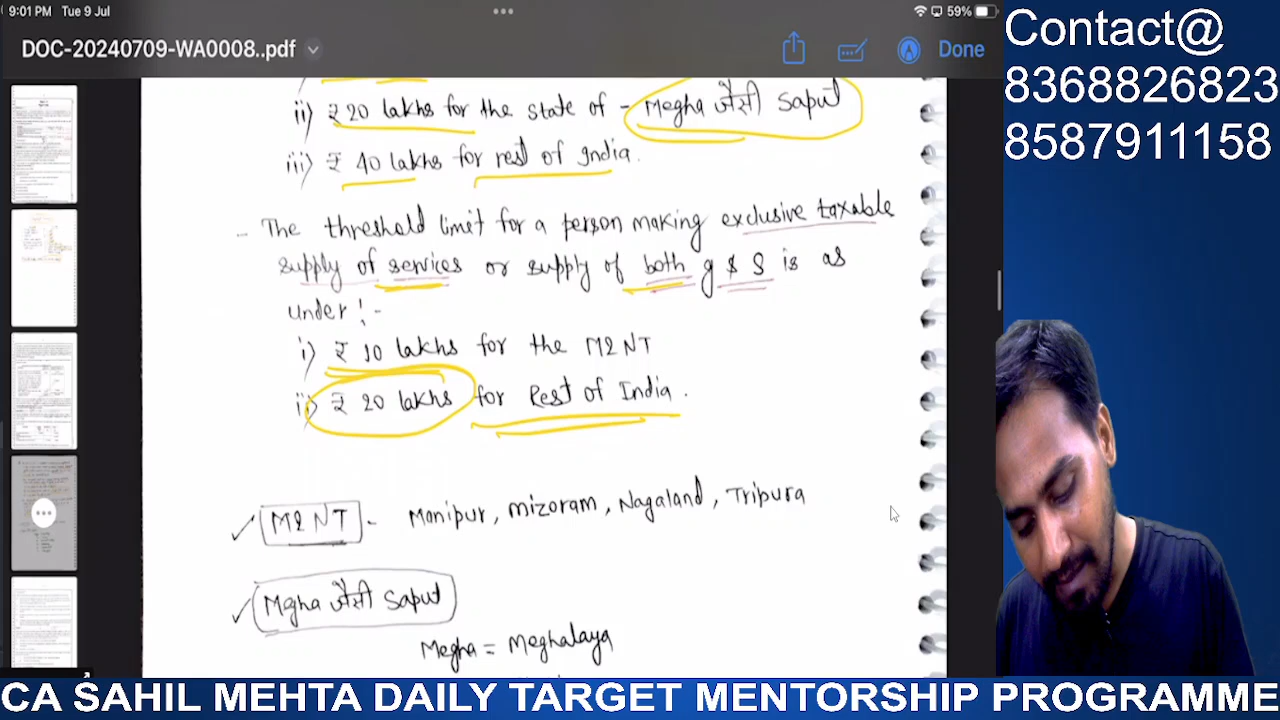 9:01 PM Tue 9 Jul
59%
DOC-20240709-WA0008..pdf
Done
Contact@
8368826823
8587911158
ii) ₹ 20 lakhs for the state of - Megha जैसी Saput
iii) ₹ 40 lakhs for rest of India.
The threshold limit for a person making exclusive taxable
supply of services or supply of both g & S is as
under :-
i) ₹ 10 lakhs for the M2NT
ii) ₹ 20 lakhs for Rest of India.
M2NT - Manipur, mizoram, Nagaland, Tripura
Mgha जैसी Saput
Megha = Meghalaya
CA SAHIL MEHTA DAILY TARGET MENTORSHIP PROGRAMME